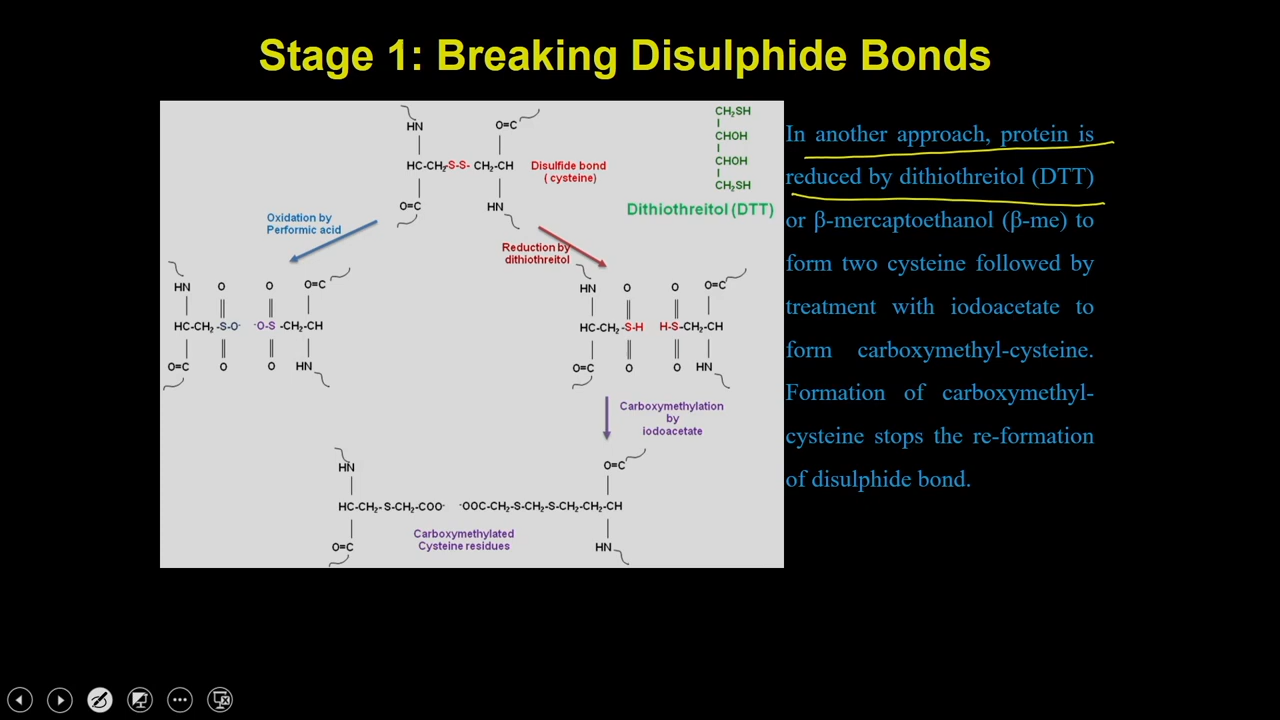 Stage 1: Breaking Disulphide Bonds
HN
O=C
HC-CH2-S-S- CH2-CH
O=C
HN
Disulfide bond
( cysteine)
CH2SH
CHOH
CHOH
CH2SH
Dithiothreitol (DTT)
Oxidation by
Performic acid
Reduction by
dithiothreitol
HN O O O=C
HC-CH2 -S-O- -O-S -CH2-CH
O=C O O HN
HN O O O=C
HC-CH2 -S-H H-S-CH2-CH
O=C O O HN
Carboxymethylation
by
iodoacetate
HN
O=C
HC-CH2- S-CH2-COO- -OOC-CH2-S-CH2-S-CH2-CH2-CH
O=C
HN
Carboxymethylated
Cysteine residues
In another approach, protein is
reduced by dithiothreitol (DTT)
or β-mercaptoethanol (β-me) to
form two cysteine followed by
treatment with iodoacetate to
form carboxymethyl-cysteine.
Formation of carboxymethyl-
cysteine stops the re-formation
of disulphide bond.